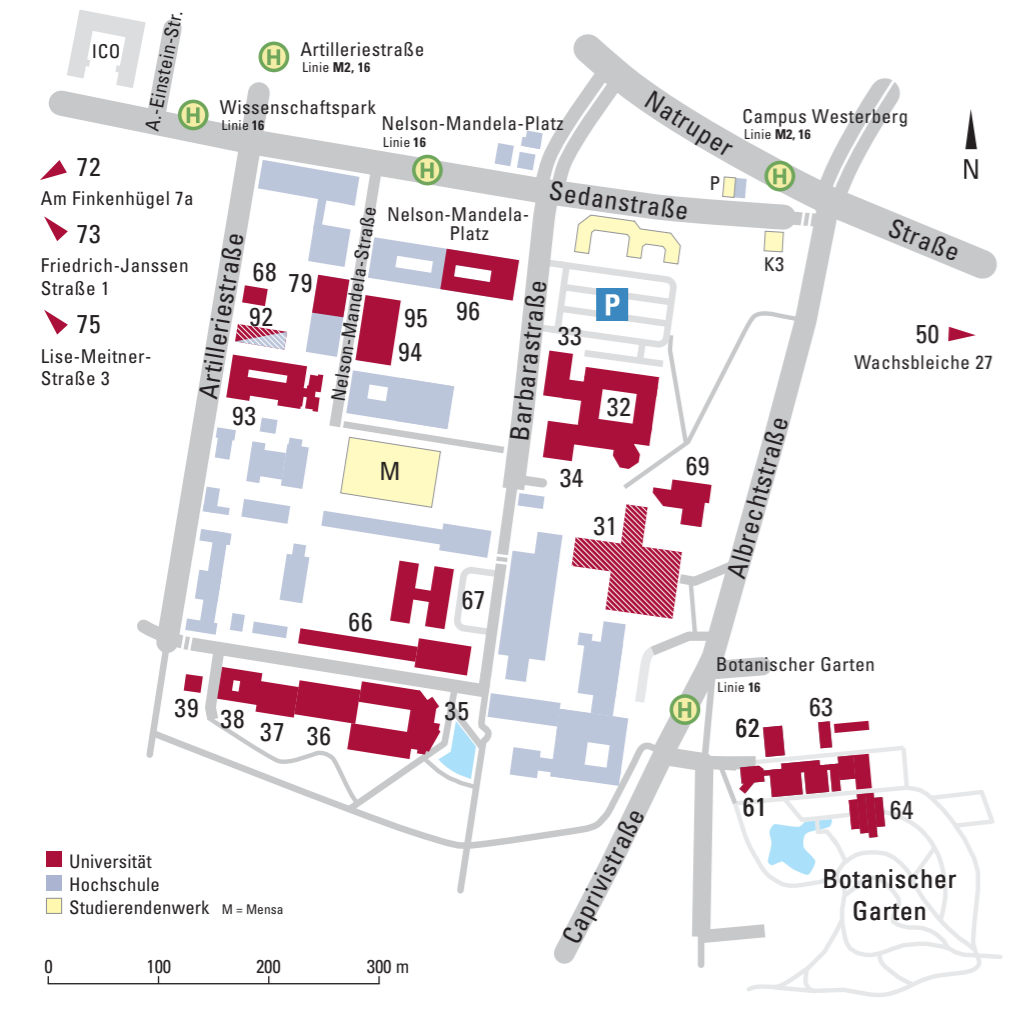 ICO
A.-Einstein-Str.
H
Artilleriestraße
Linie M2, 16
H
Wissenschaftspark
Linie 16
Nelson-Mandela-Platz
Linie 16
H
Natruper
Straße
Campus Westerberg
Linie M2, 16
H
N
P
K3
Sedanstraße
72
Am Finkenhügel 7a
73
Friedrich-Janssen
Straße 1
75
Lise-Meitner-
Straße 3
Artilleriestraße
Nelson-Mandela-Straße
Nelson-Mandela-
Platz
Barbarastraße
P
68
79
92
95
94
96
93
33
32
34
50
Wachsbleiche 27
M
69
31
Albrechtstraße
67
66
39
38
37
36
35
Botanischer Garten
Linie 16
H
62
63
61
64
Caprivistraße
Botanischer
Garten
Universität
Hochschule
Studierendenwerk M = Mensa
0 100 200 300 m